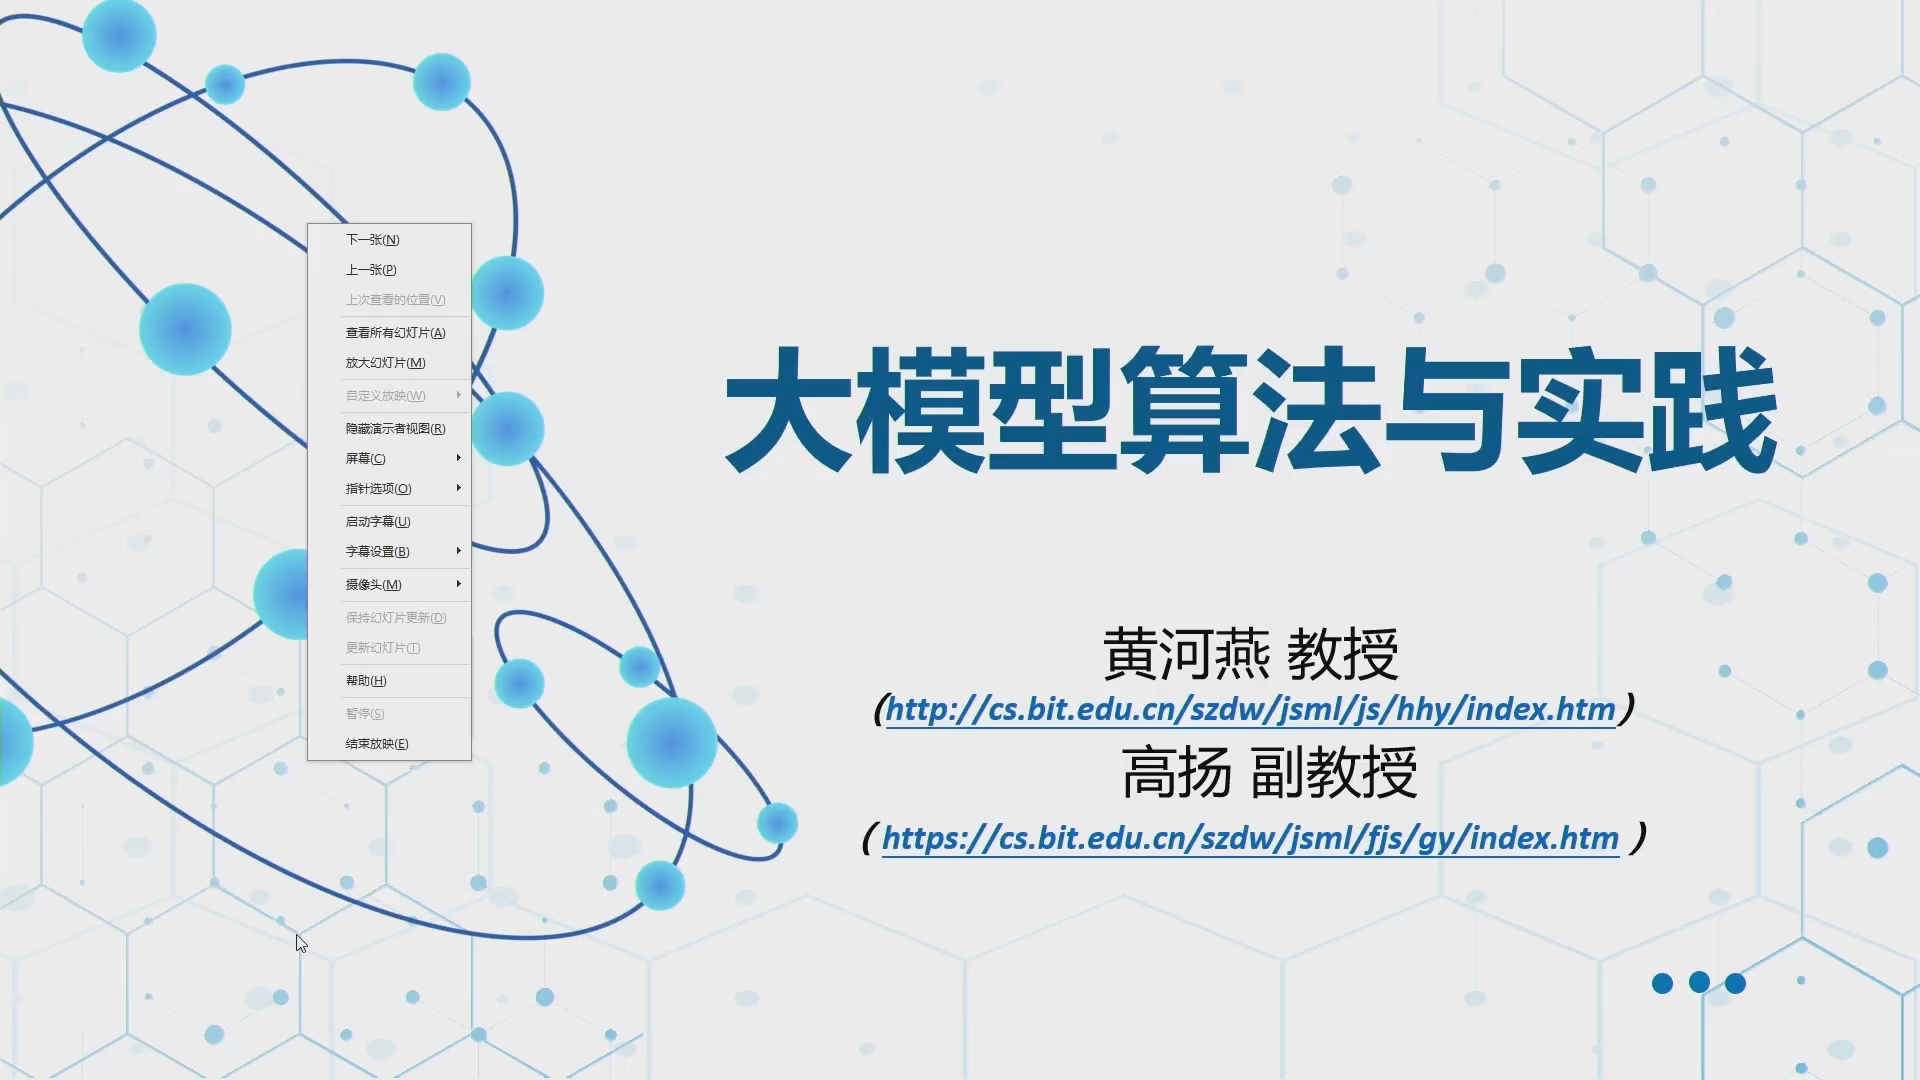 下一张(N)
上一张(P)
上次查看的位置(V)
查看所有幻灯片(A)
放大幻灯片(M)
自定义放映(W)
隐藏演示者视图(R)
屏幕(C)
指针选项(O)
启动字幕(U)
字幕设置(B)
摄像头(M)
保持幻灯片更新(D)
更新幻灯片(T)
帮助(H)
暂停(S)
结束放映(E)
大模型算法与实践
黄河燕 教授
（http://cs.bit.edu.cn/szdw/jsml/js/hhy/index.htm）
高扬 副教授
（ https://cs.bit.edu.cn/szdw/jsml/fjs/gy/index.htm ）